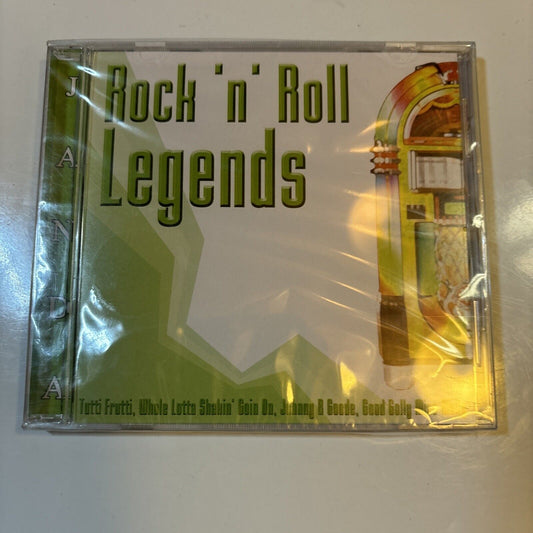 JANDA
Rock 'n' Roll
Legends
Tutti Frutti, Whole Lotta Shakin' Goin On, Johnny B Goode, Good Golly